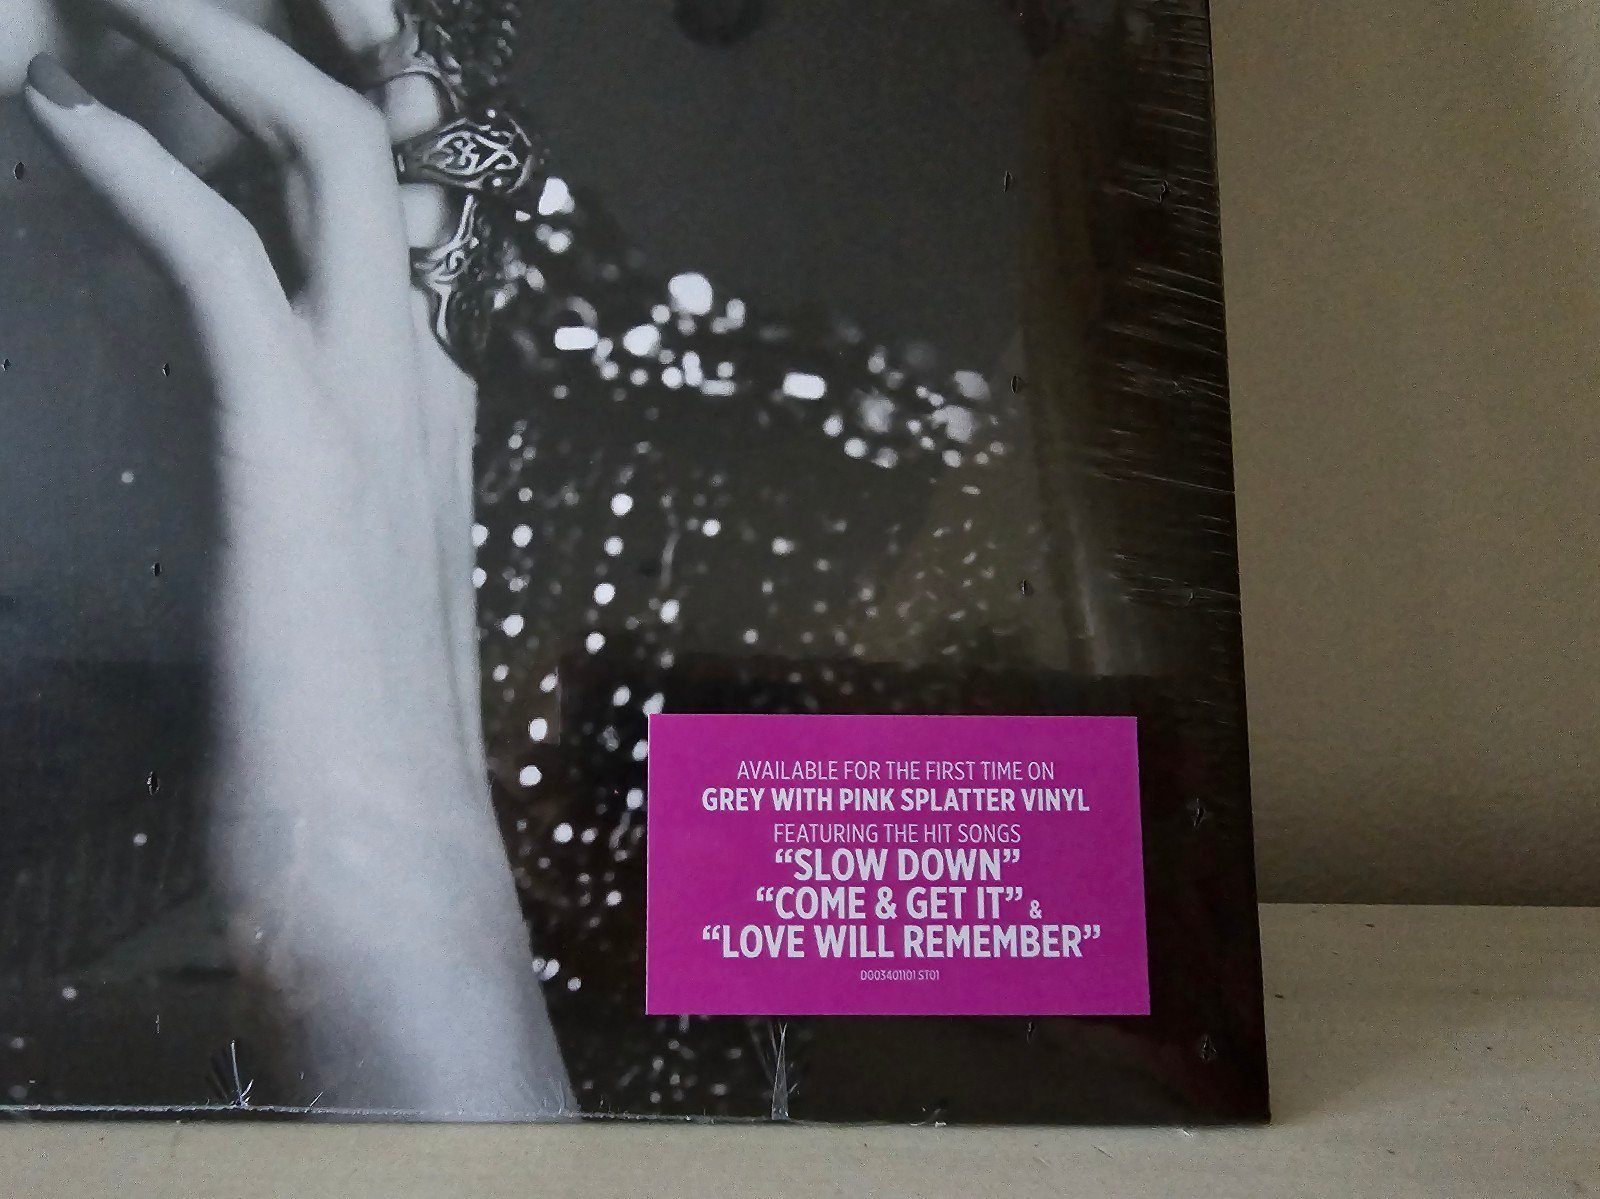 AVAILABLE FOR THE FIRST TIME ON
GREY WITH PINK SPLATTER VINYL
FEATURING THE HIT SONGS
“SLOW DOWN”
“COME & GET IT” &
“LOVE WILL REMEMBER”
D003401101 ST01